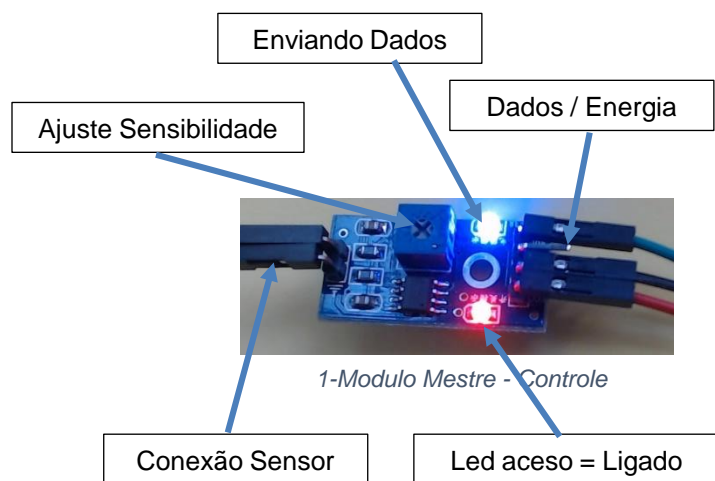 Enviando Dados
Dados / Energia
Ajuste Sensibilidade
1-Modulo Mestre - Controle
Conexão Sensor
Led aceso = Ligado